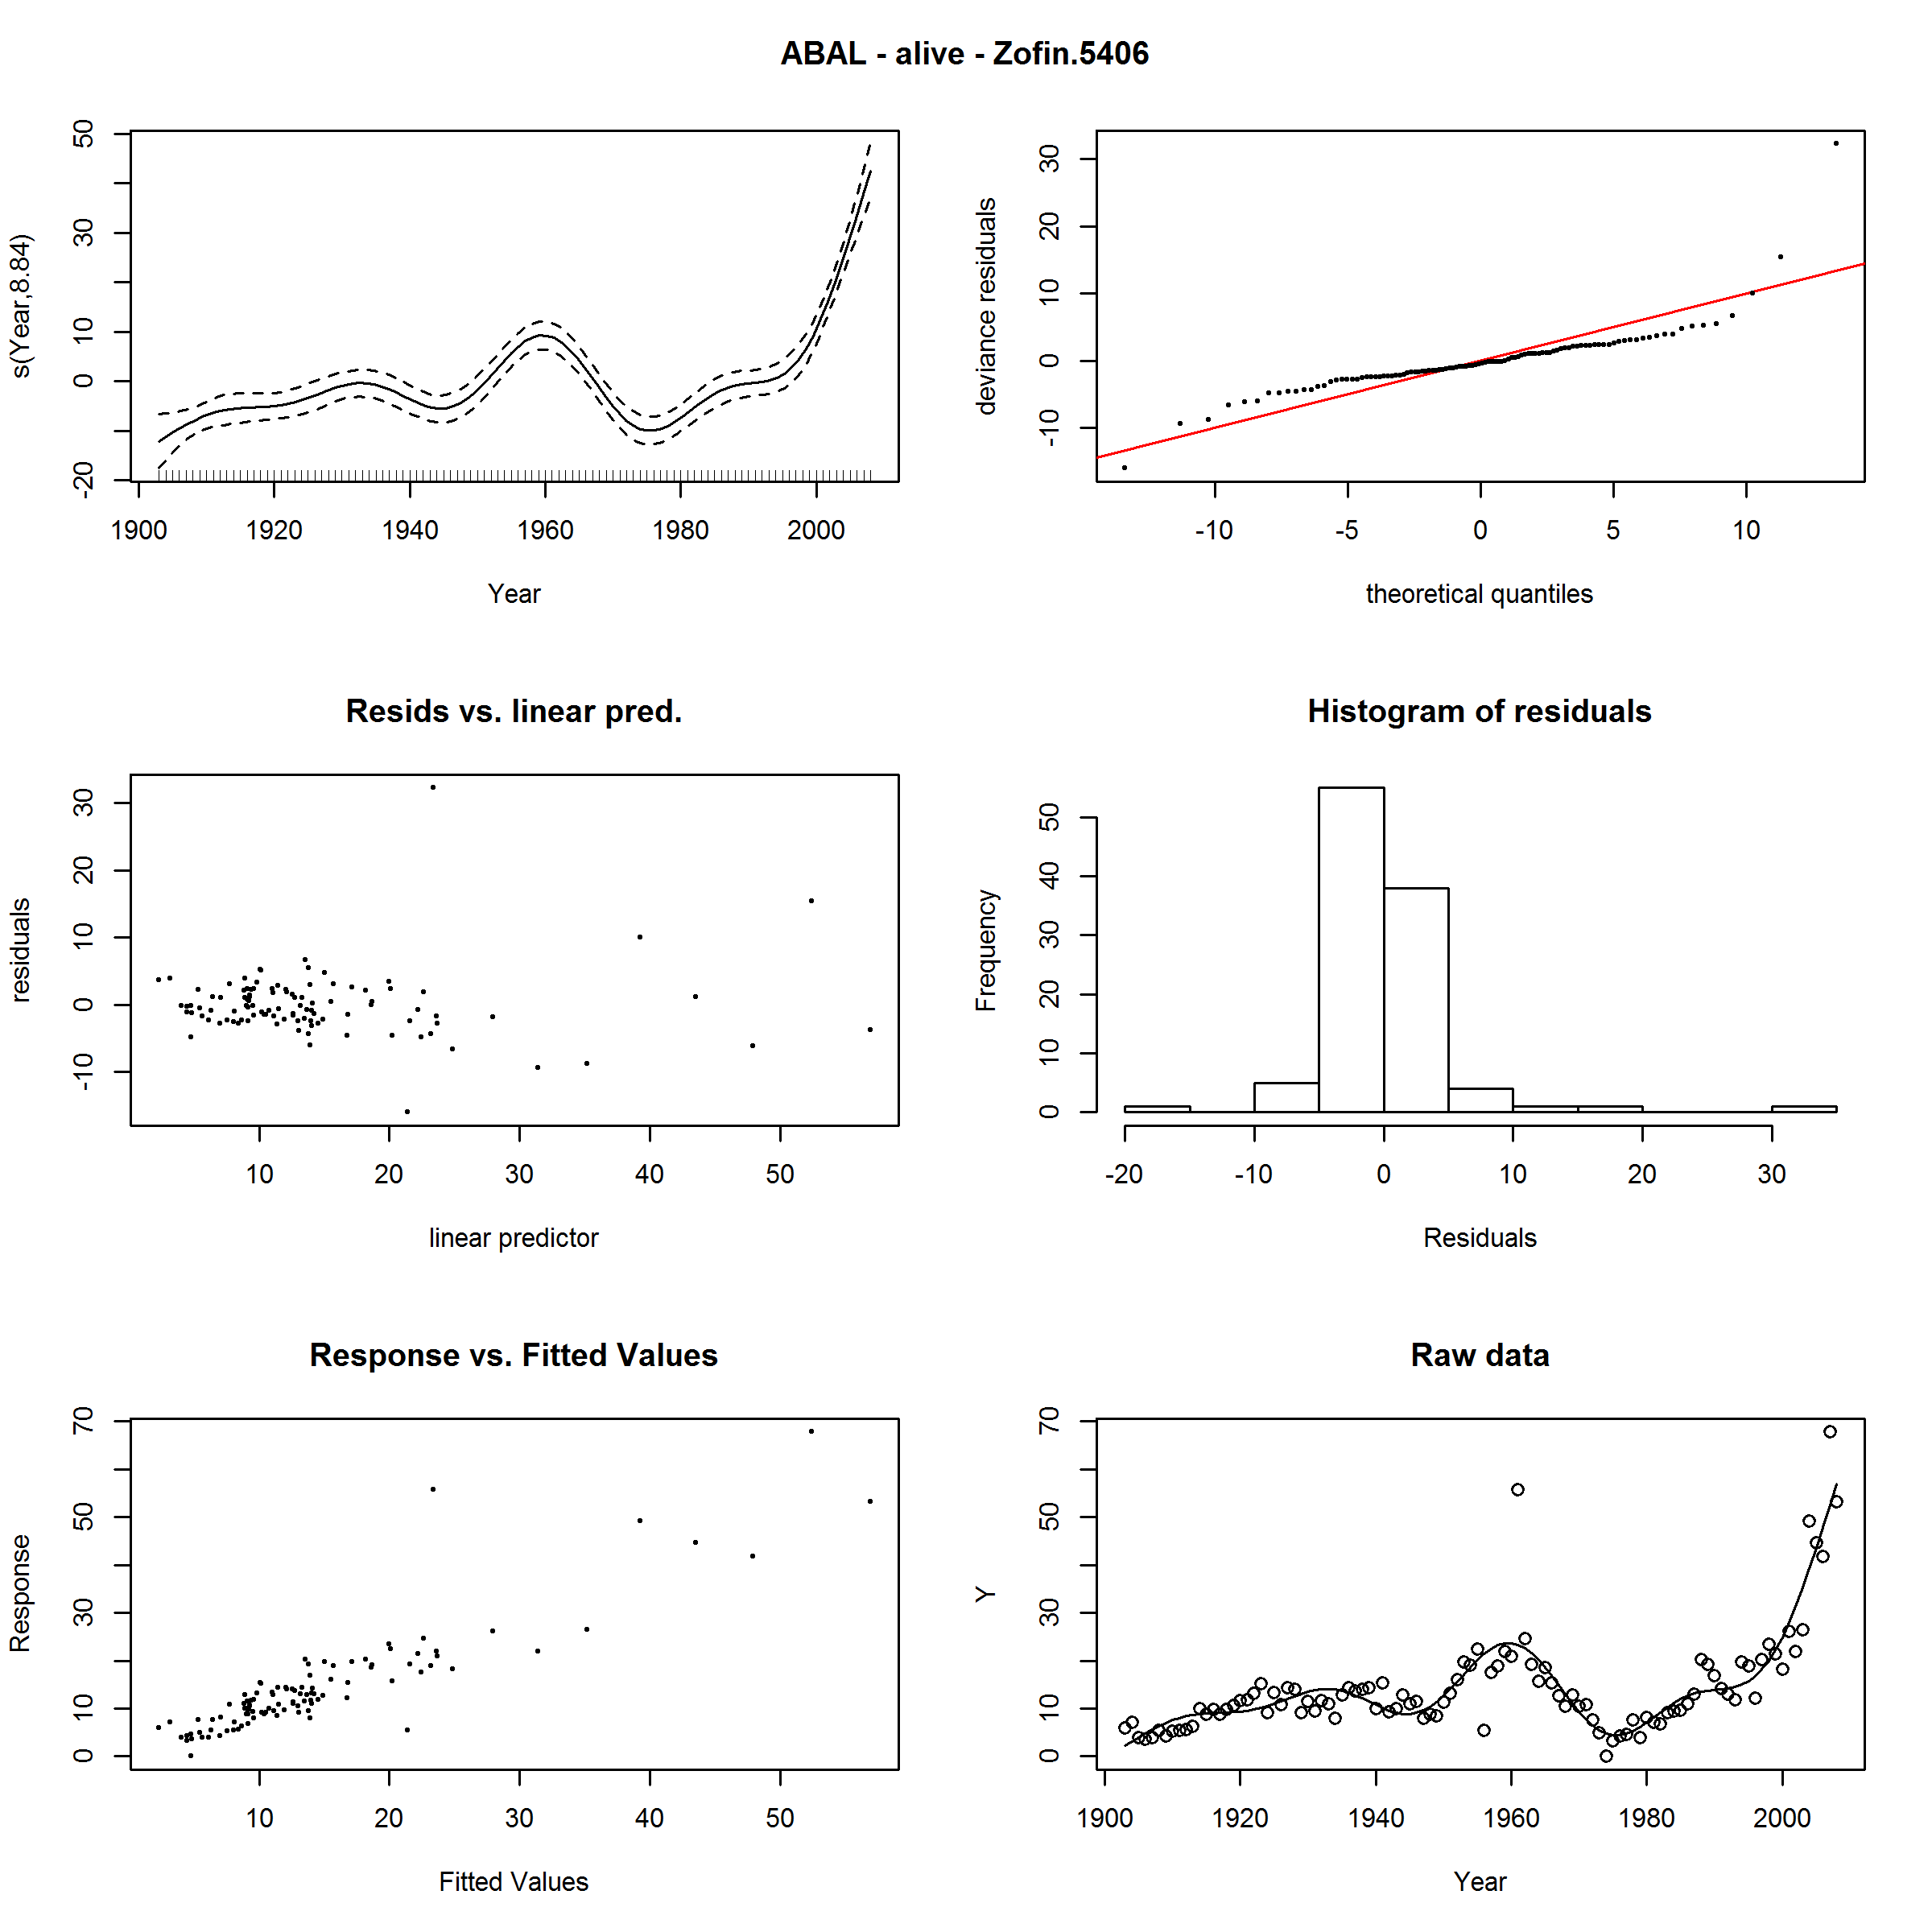 ABAL - alive - Zofin.5406
s(Year,8.84)
-20 0 10 30 50
1900 1920 1940 1960 1980 2000
Year
deviance residuals
-10 0 10 20 30
-10 -5 0 5 10
theoretical quantiles
Resids vs. linear pred.
residuals
-10 0 10 20 30
10 20 30 40 50
linear predictor
Histogram of residuals
Frequency
0 10 20 30 40 50
-20 -10 0 10 20 30
Residuals
Response vs. Fitted Values
Response
0 10 30 50 70
10 20 30 40 50
Fitted Values
Raw data
Y
0 10 30 50 70
1900 1920 1940 1960 1980 2000
Year